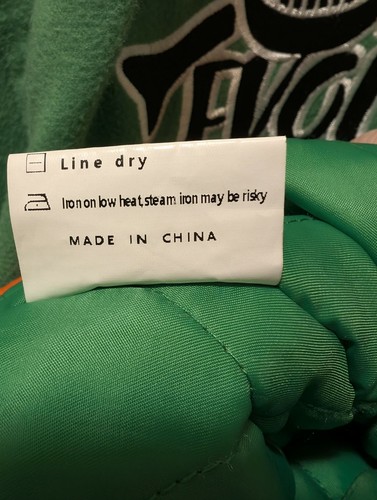 Line dry
Iron on low heat,steam iron may be risky
MADE IN CHINA